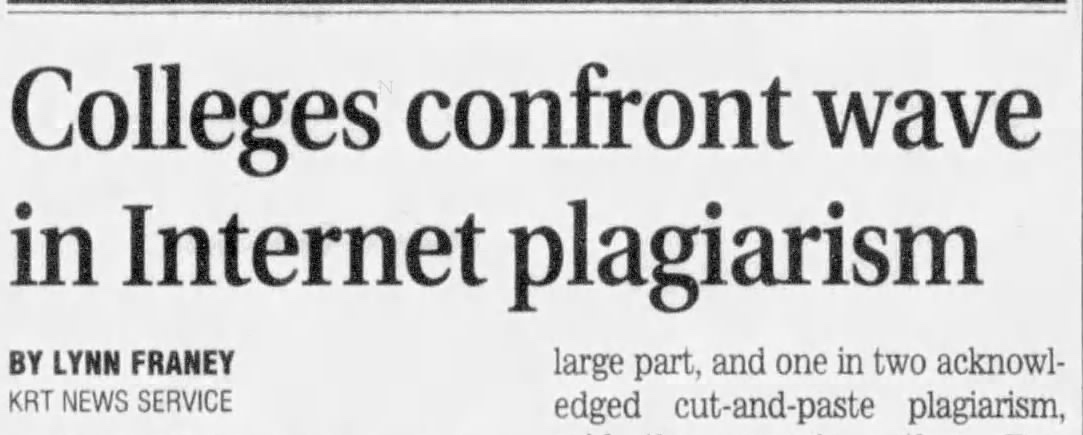 Colleges confront wave
in Internet plagiarism
BY LYNN FRANEY
KRT NEWS SERVICE
large part, and one in two acknowl-
edged cut-and-paste plagiarism,